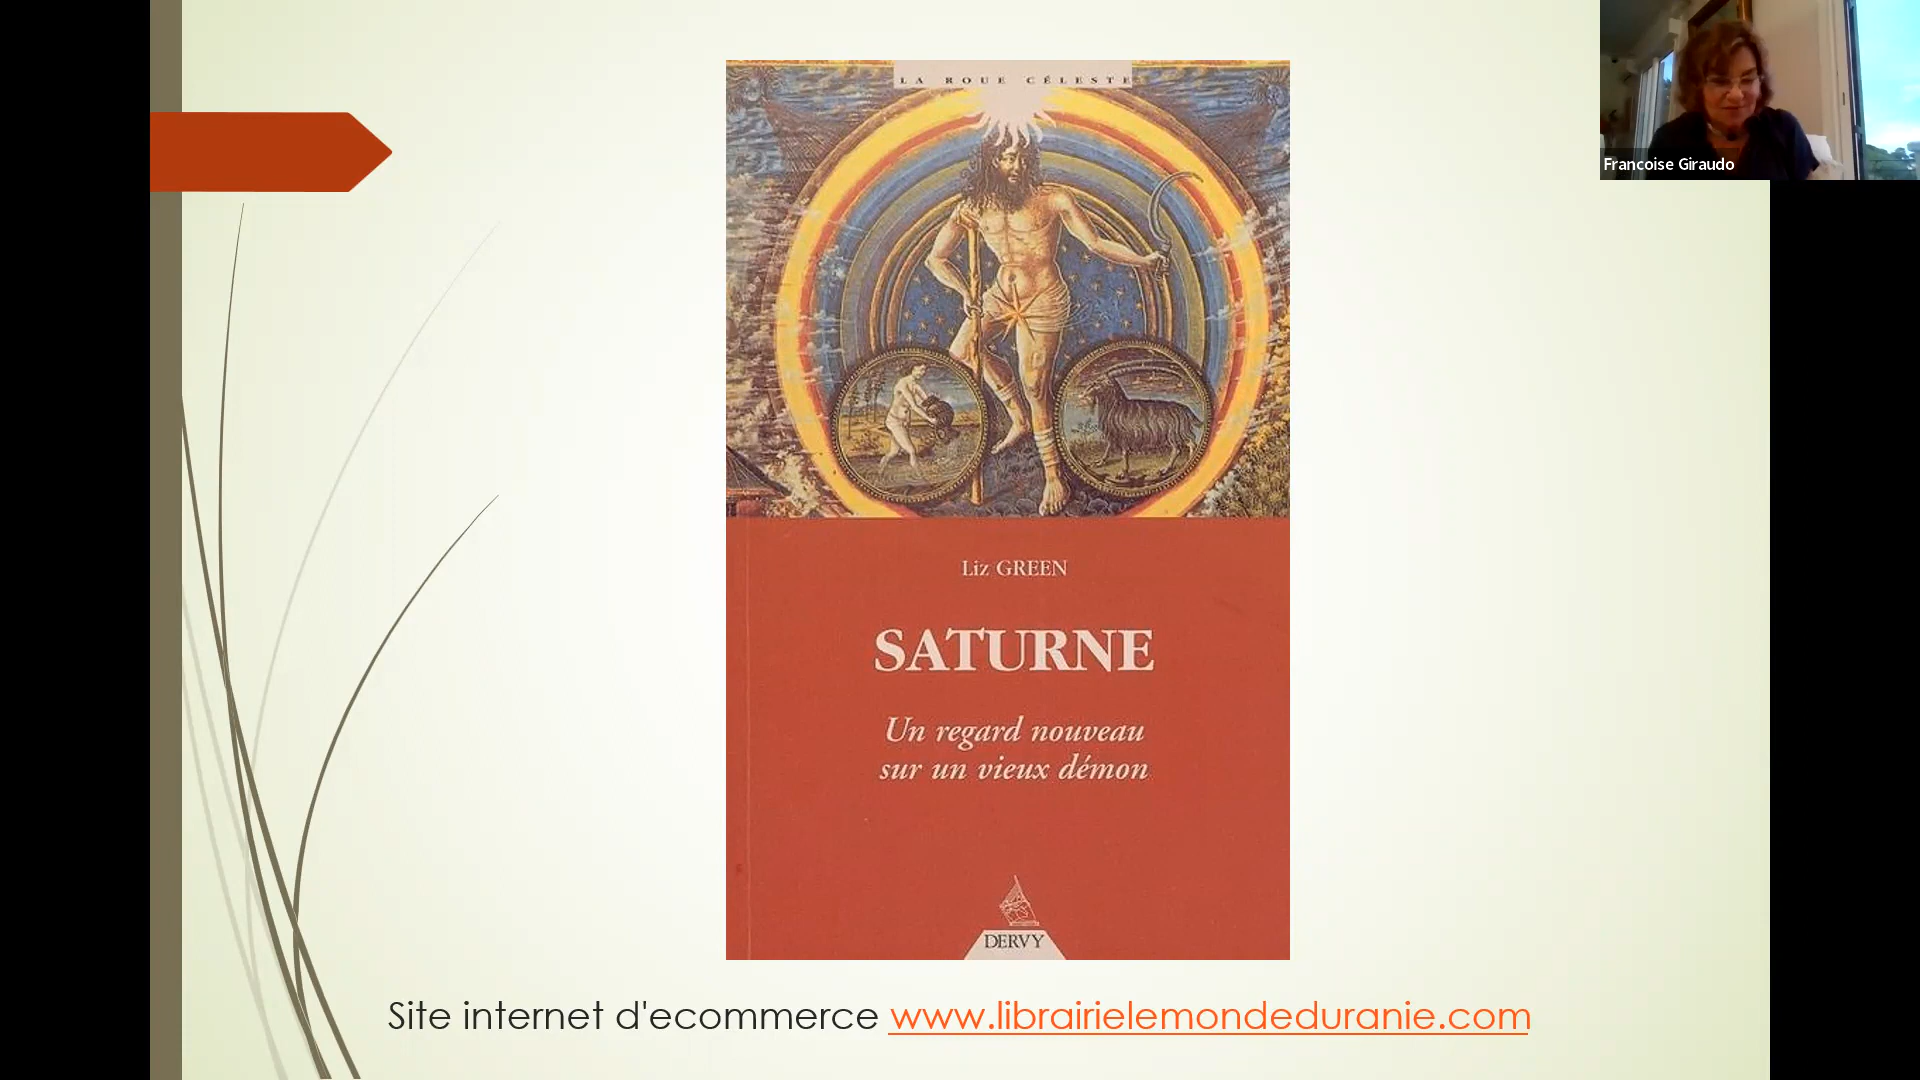 LA ROUE CÉLESTE
Francoise Giraudo
Liz GREEN
SATURNE
Un regard nouveau
sur un vieux démon
DERVY
Site internet d'ecommerce www.librairielemondeduranie.com